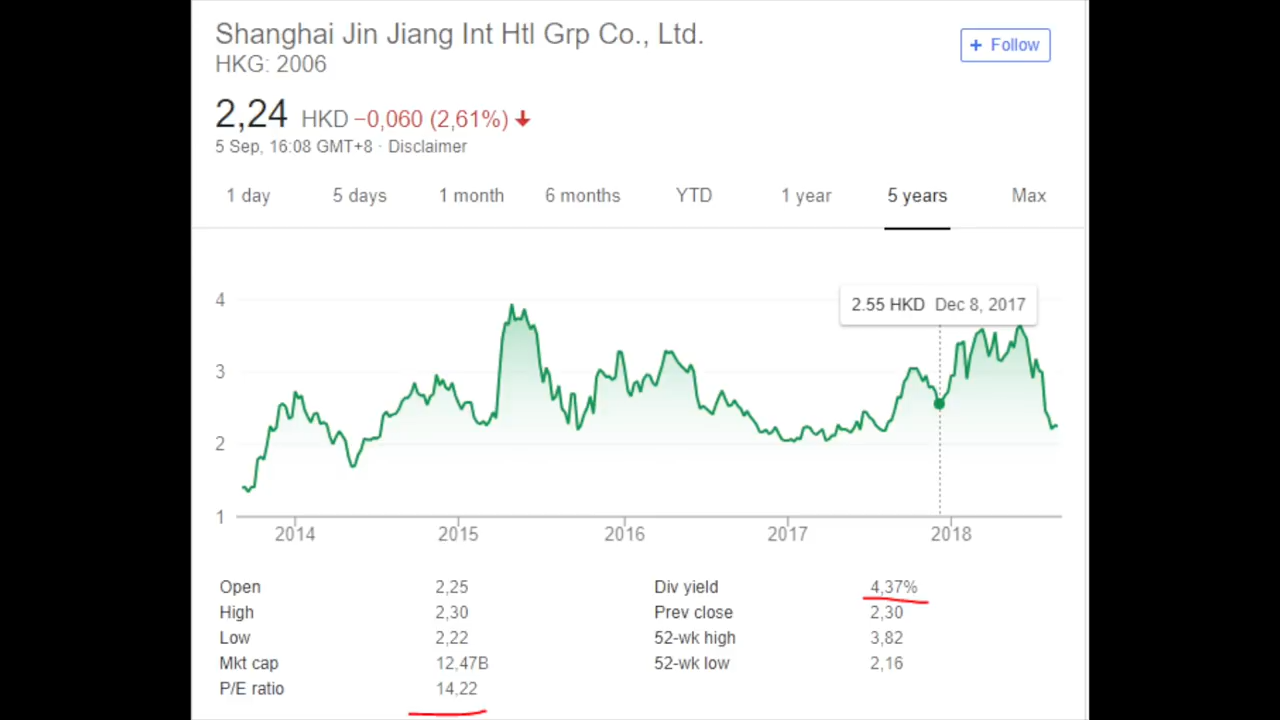 Shanghai Jin Jiang Int Htl Grp Co., Ltd.
HKG: 2006
+ Follow
2,24 HKD −0,060 (2,61%)
5 Sep, 16:08 GMT+8 · Disclaimer
1 day 5 days 1 month 6 months YTD 1 year 5 years Max
2.55 HKD Dec 8, 2017
4
3
2
1
2014 2015 2016 2017 2018
Open 2,25 Div yield 4,37%
High 2,30 Prev close 2,30
Low 2,22 52-wk high 3,82
Mkt cap 12,47B 52-wk low 2,16
P/E ratio 14,22